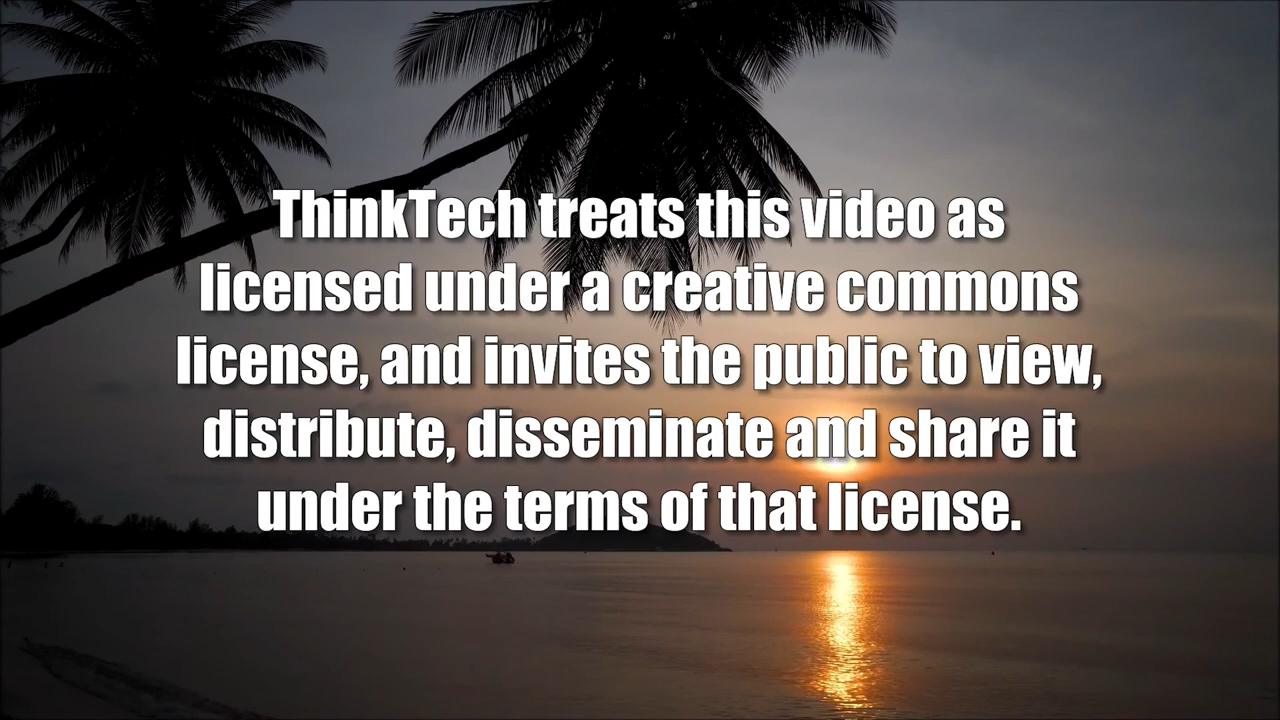 ThinkTech treats this video as
licensed under a creative commons
license, and invites the public to view,
distribute, disseminate and share it
under the terms of that license.